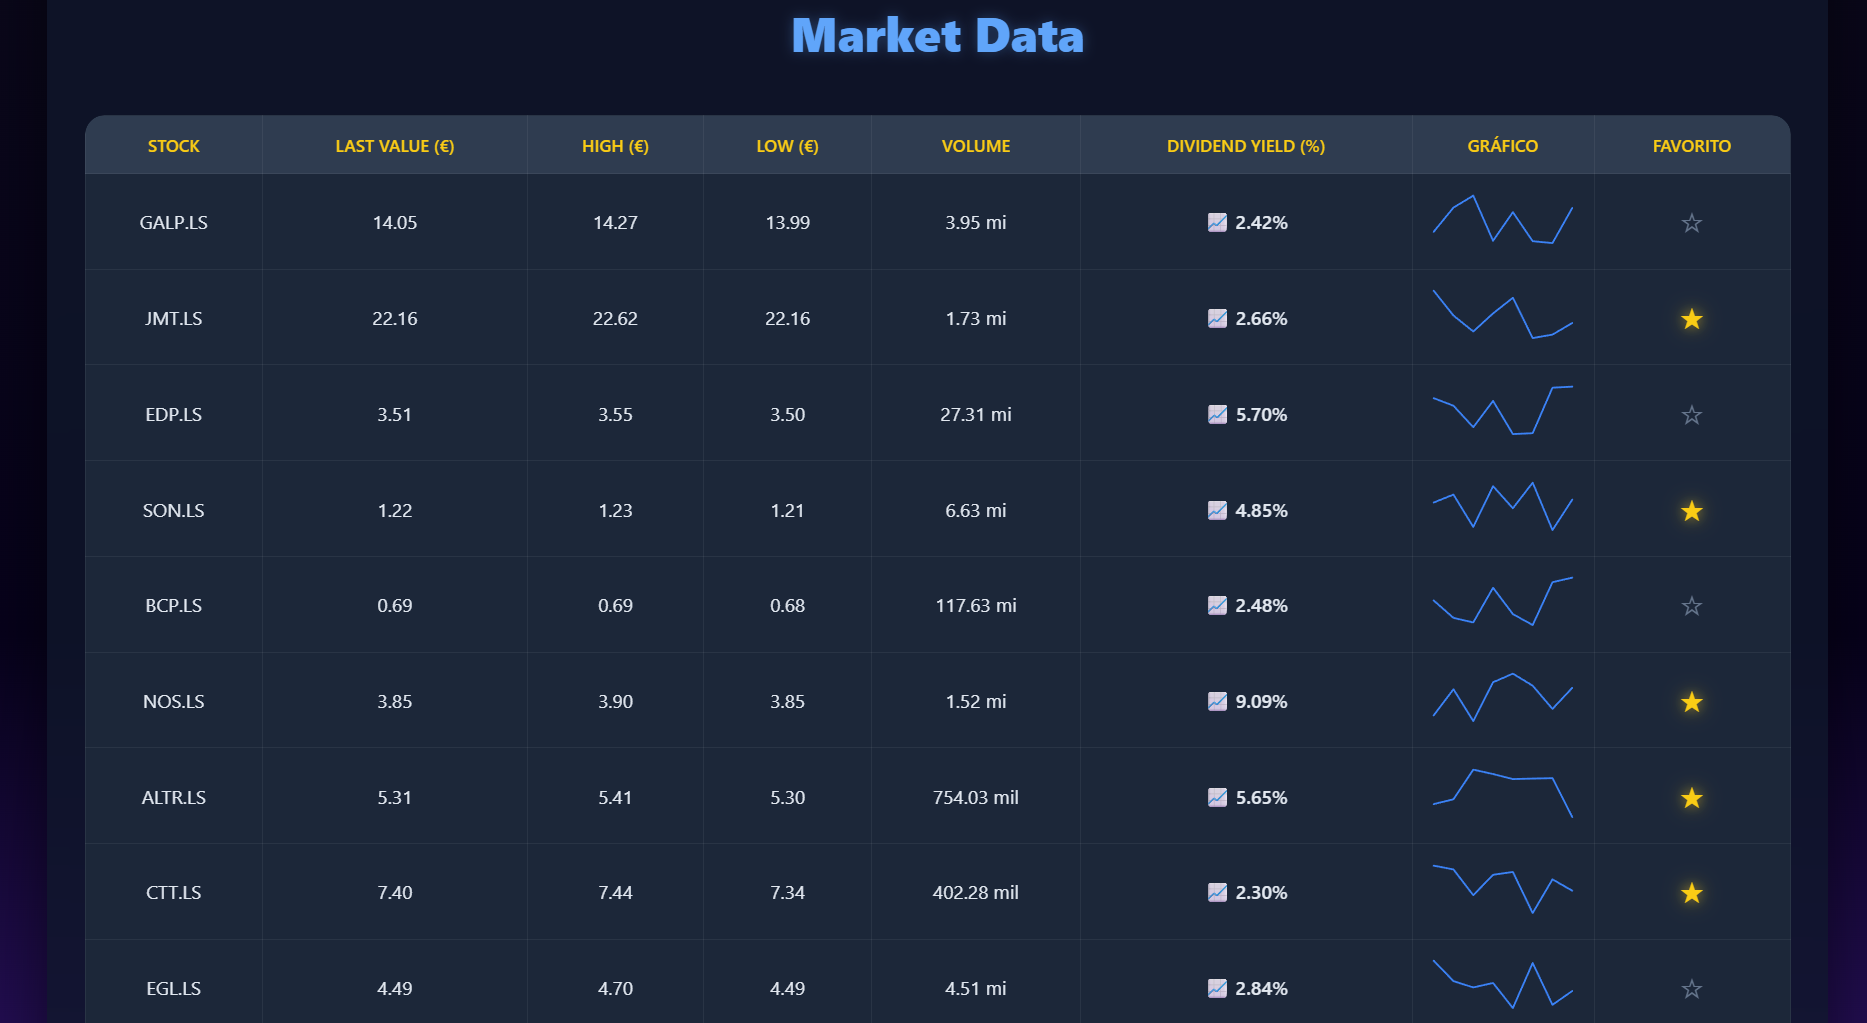 Market Data
STOCK LAST VALUE (€) HIGH (€) LOW (€) VOLUME DIVIDEND YIELD (%) GRÁFICO FAVORITO
GALP.LS 14.05 14.27 13.99 3.95 mi 2.42%
JMT.LS 22.16 22.62 22.16 1.73 mi 2.66%
EDP.LS 3.51 3.55 3.50 27.31 mi 5.70%
SON.LS 1.22 1.23 1.21 6.63 mi 4.85%
BCP.LS 0.69 0.69 0.68 117.63 mi 2.48%
NOS.LS 3.85 3.90 3.85 1.52 mi 9.09%
ALTR.LS 5.31 5.41 5.30 754.03 mil 5.65%
CTT.LS 7.40 7.44 7.34 402.28 mil 2.30%
EGL.LS 4.49 4.70 4.49 4.51 mi 2.84%